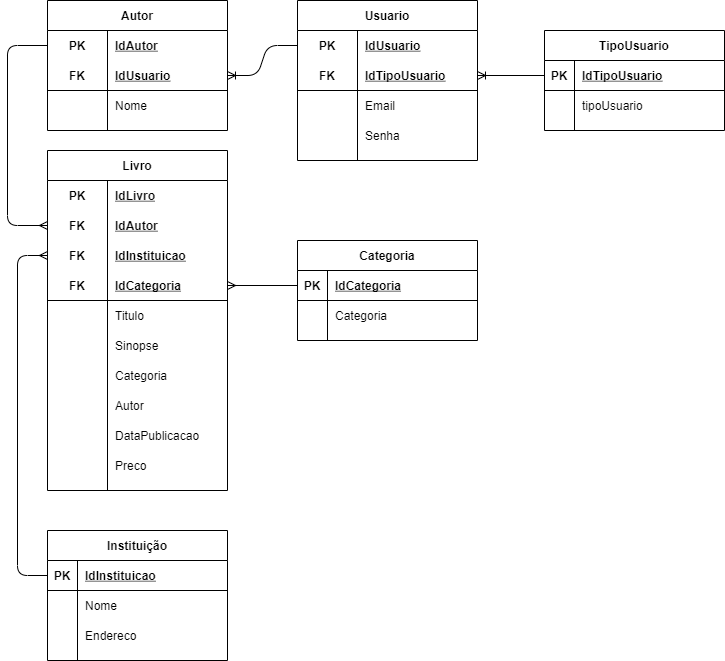 Autor
PK IdAutor
FK IdUsuario
Nome
Usuario
PK IdUsuario
FK IdTipoUsuario
Email
Senha
TipoUsuario
PK IdTipoUsuario
tipoUsuario
Livro
PK IdLivro
FK IdAutor
FK IdInstituicao
FK IdCategoria
Titulo
Sinopse
Categoria
Autor
DataPublicacao
Preco
Categoria
PK IdCategoria
Categoria
Instituição
PK IdInstituicao
Nome
Endereco